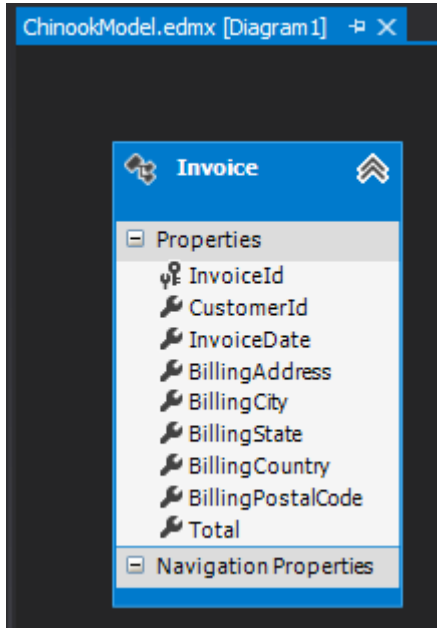 ChinookModel.edmx [Diagram1]
Invoice
Properties
InvoiceId
CustomerId
InvoiceDate
BillingAddress
BillingCity
BillingState
BillingCountry
BillingPostalCode
Total
Navigation Properties